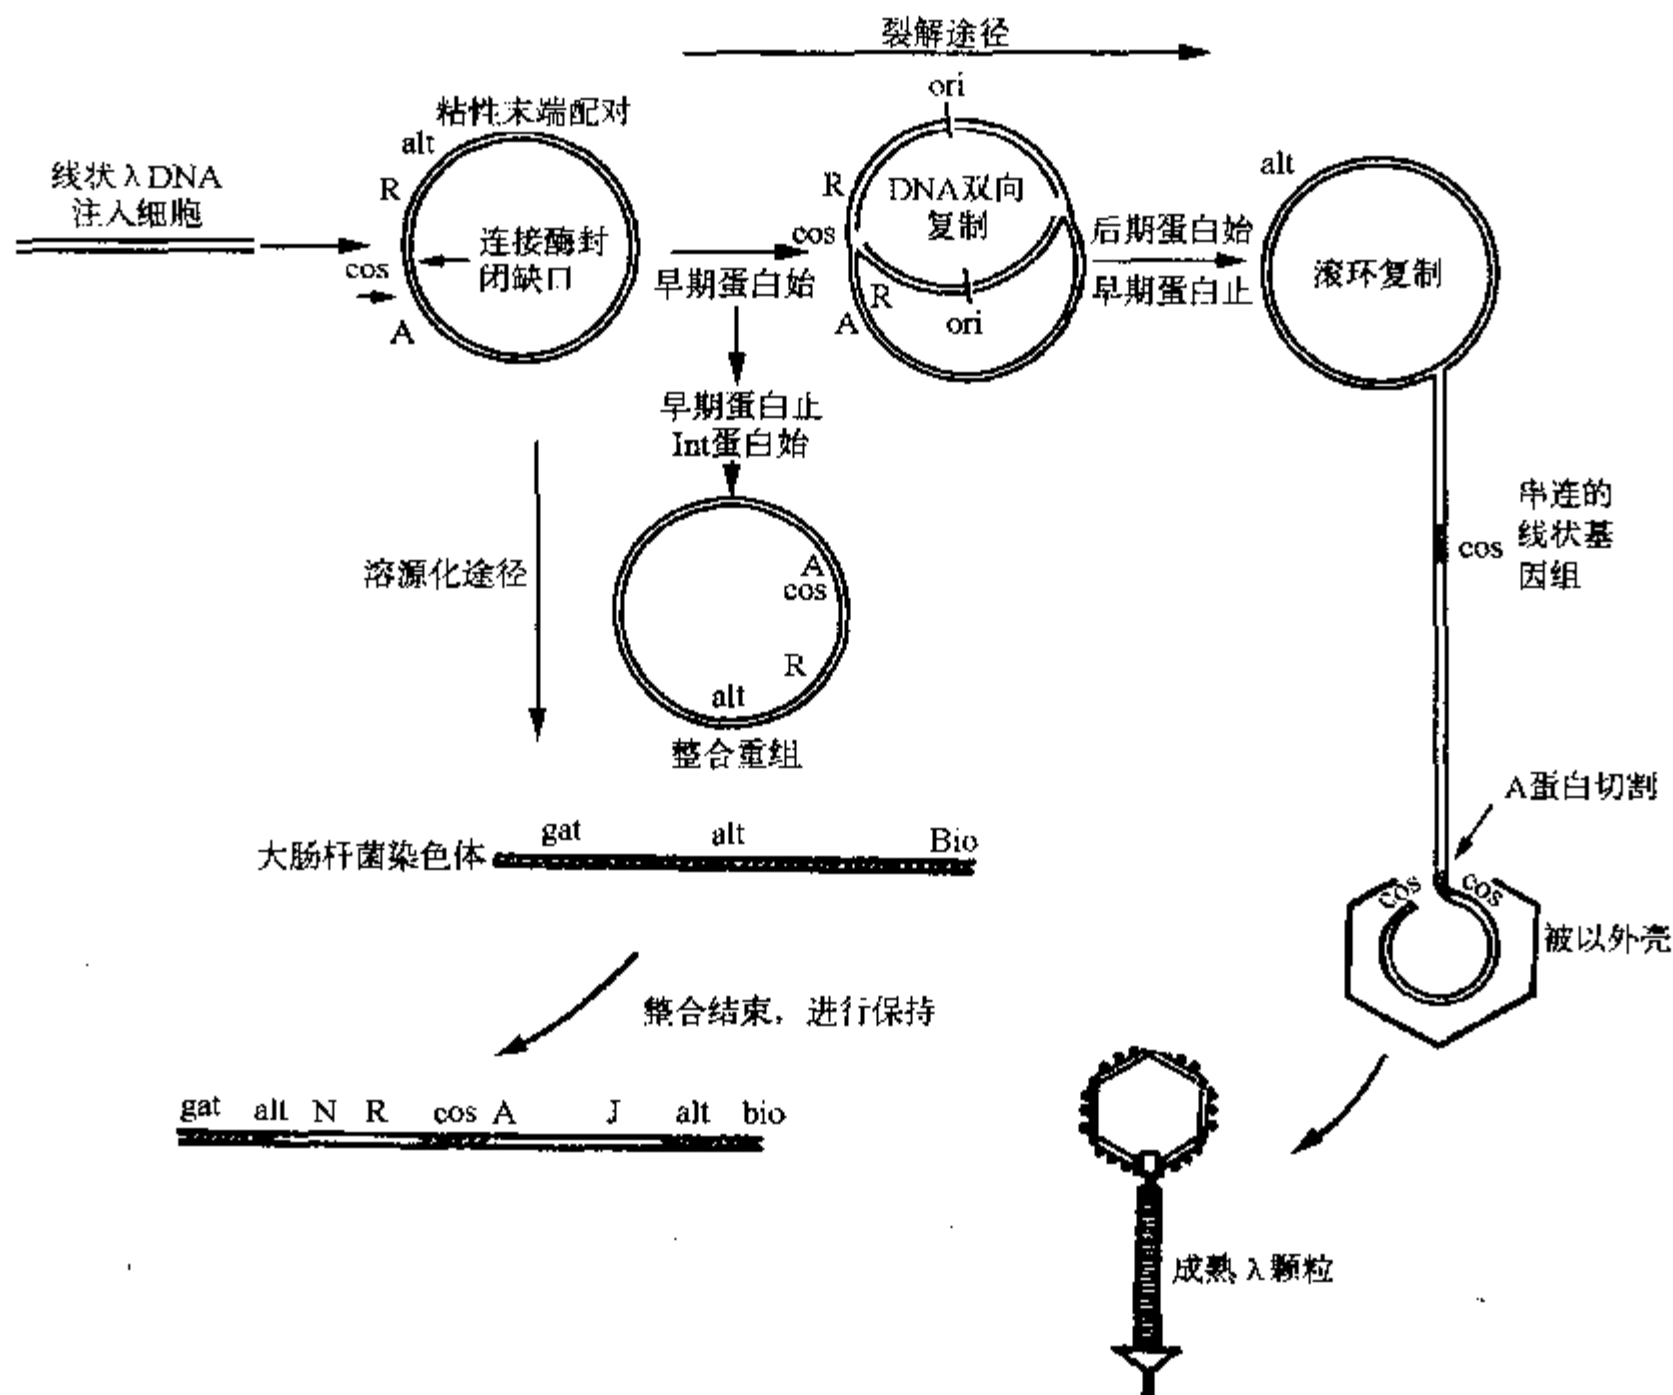 裂解途径
ori
粘性末端配对
alt
R
线状λDNA
注入细胞
连接酶封
闭缺口
cos
A
早期蛋白始
R
DNA双向
复制
cos
R
A
ori
后期蛋白始
早期蛋白止
alt
滚环复制
早期蛋白止
Int蛋白始
溶源化途径
A
cos
R
alt
整合重组
串连的
线状基
因组
cos
A蛋白切割
cos
cos
被以外壳
gat
alt
Bio
大肠杆菌染色体
整合结束，进行保持
gat alt N R cos A J alt bio
成熟λ颗粒